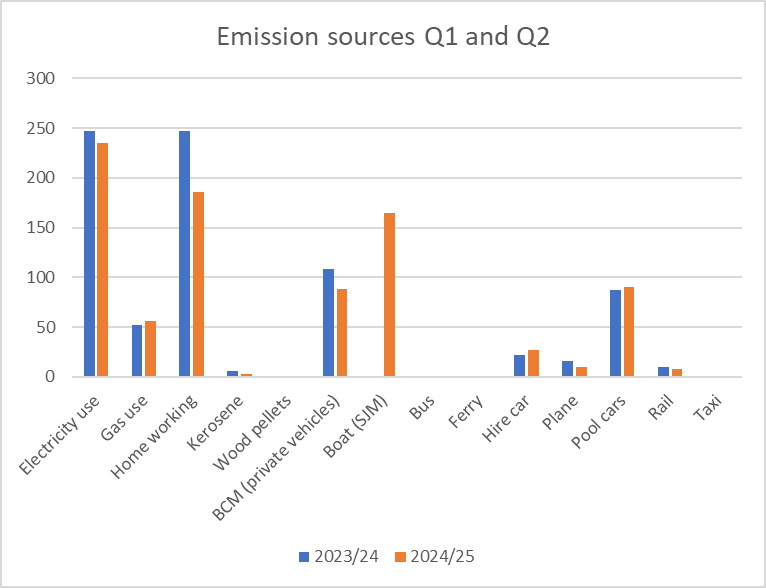 Emission sources Q1 and Q2
300
250
200
150
100
50
0
Electricity use
Gas use
Home working
Kerosene
Wood pellets
BCM (private vehicles)
Boat (SJM)
Bus
Ferry
Hire car
Plane
Pool cars
Rail
Taxi
2023/24
2024/25